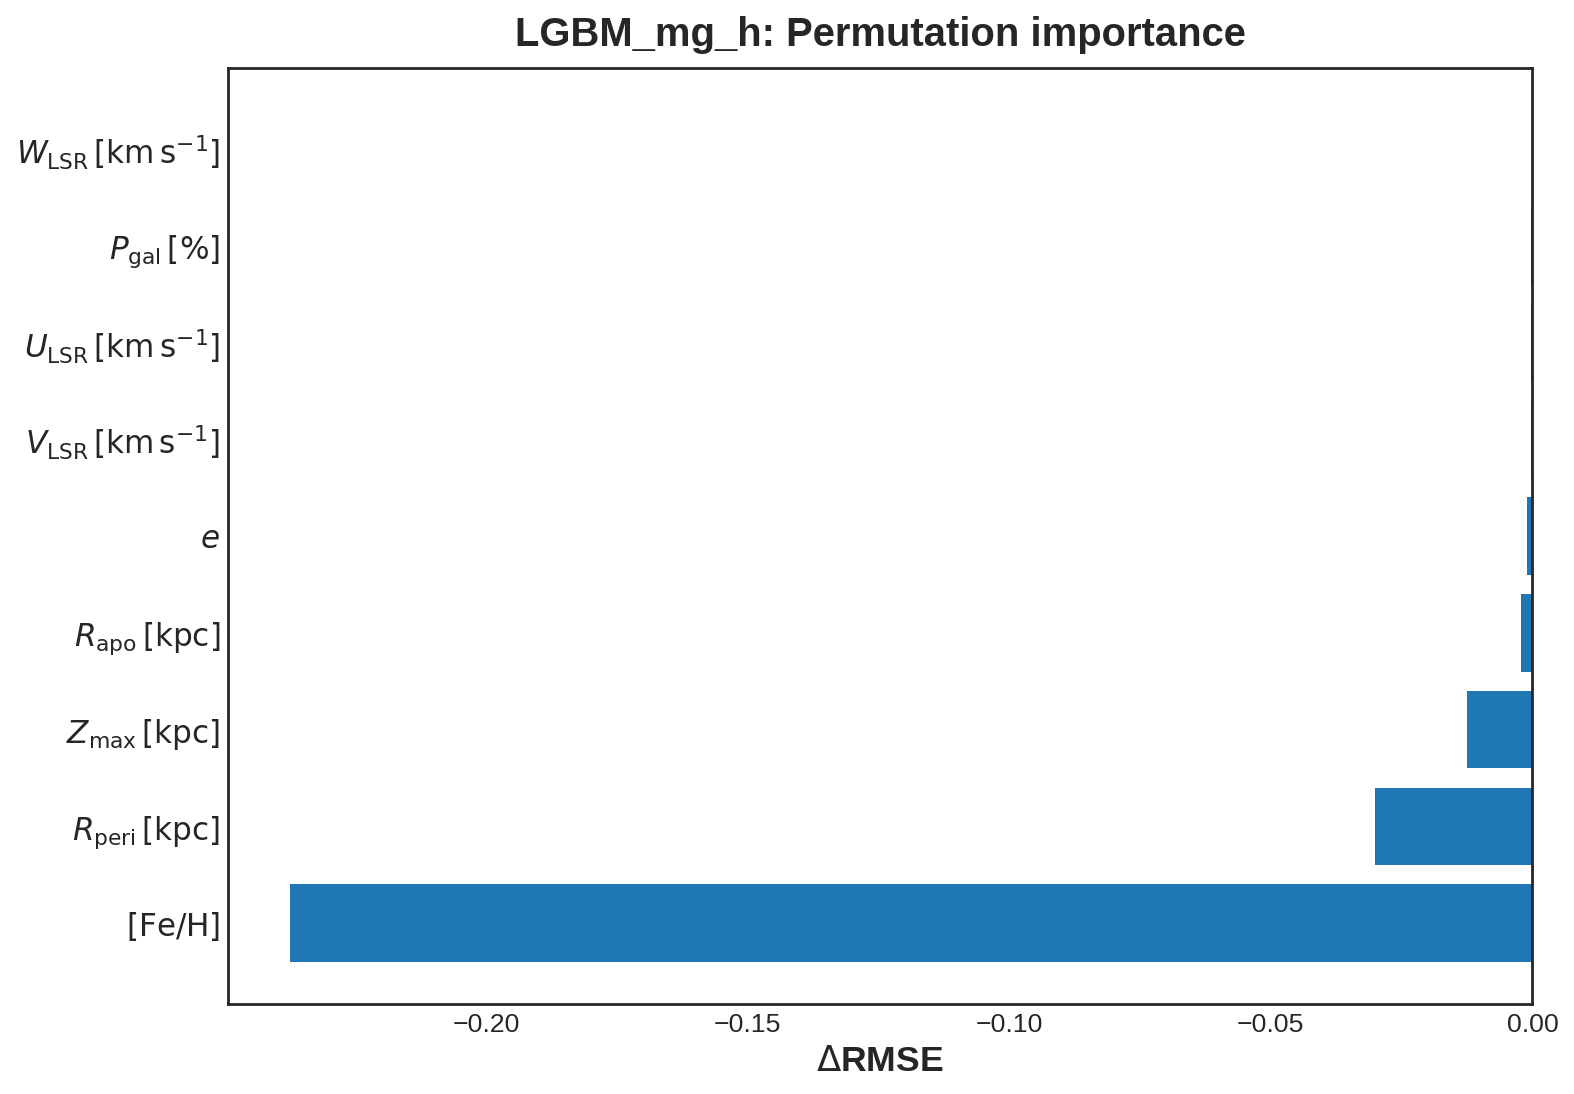 LGBM_mg_h: Permutation importance
W_LSR [km s⁻¹]
P_gal [%]
U_LSR [km s⁻¹]
V_LSR [km s⁻¹]
e
R_apo [kpc]
Z_max [kpc]
R_peri [kpc]
[Fe/H]
−0.20 −0.15 −0.10 −0.05 0.00
ΔRMSE